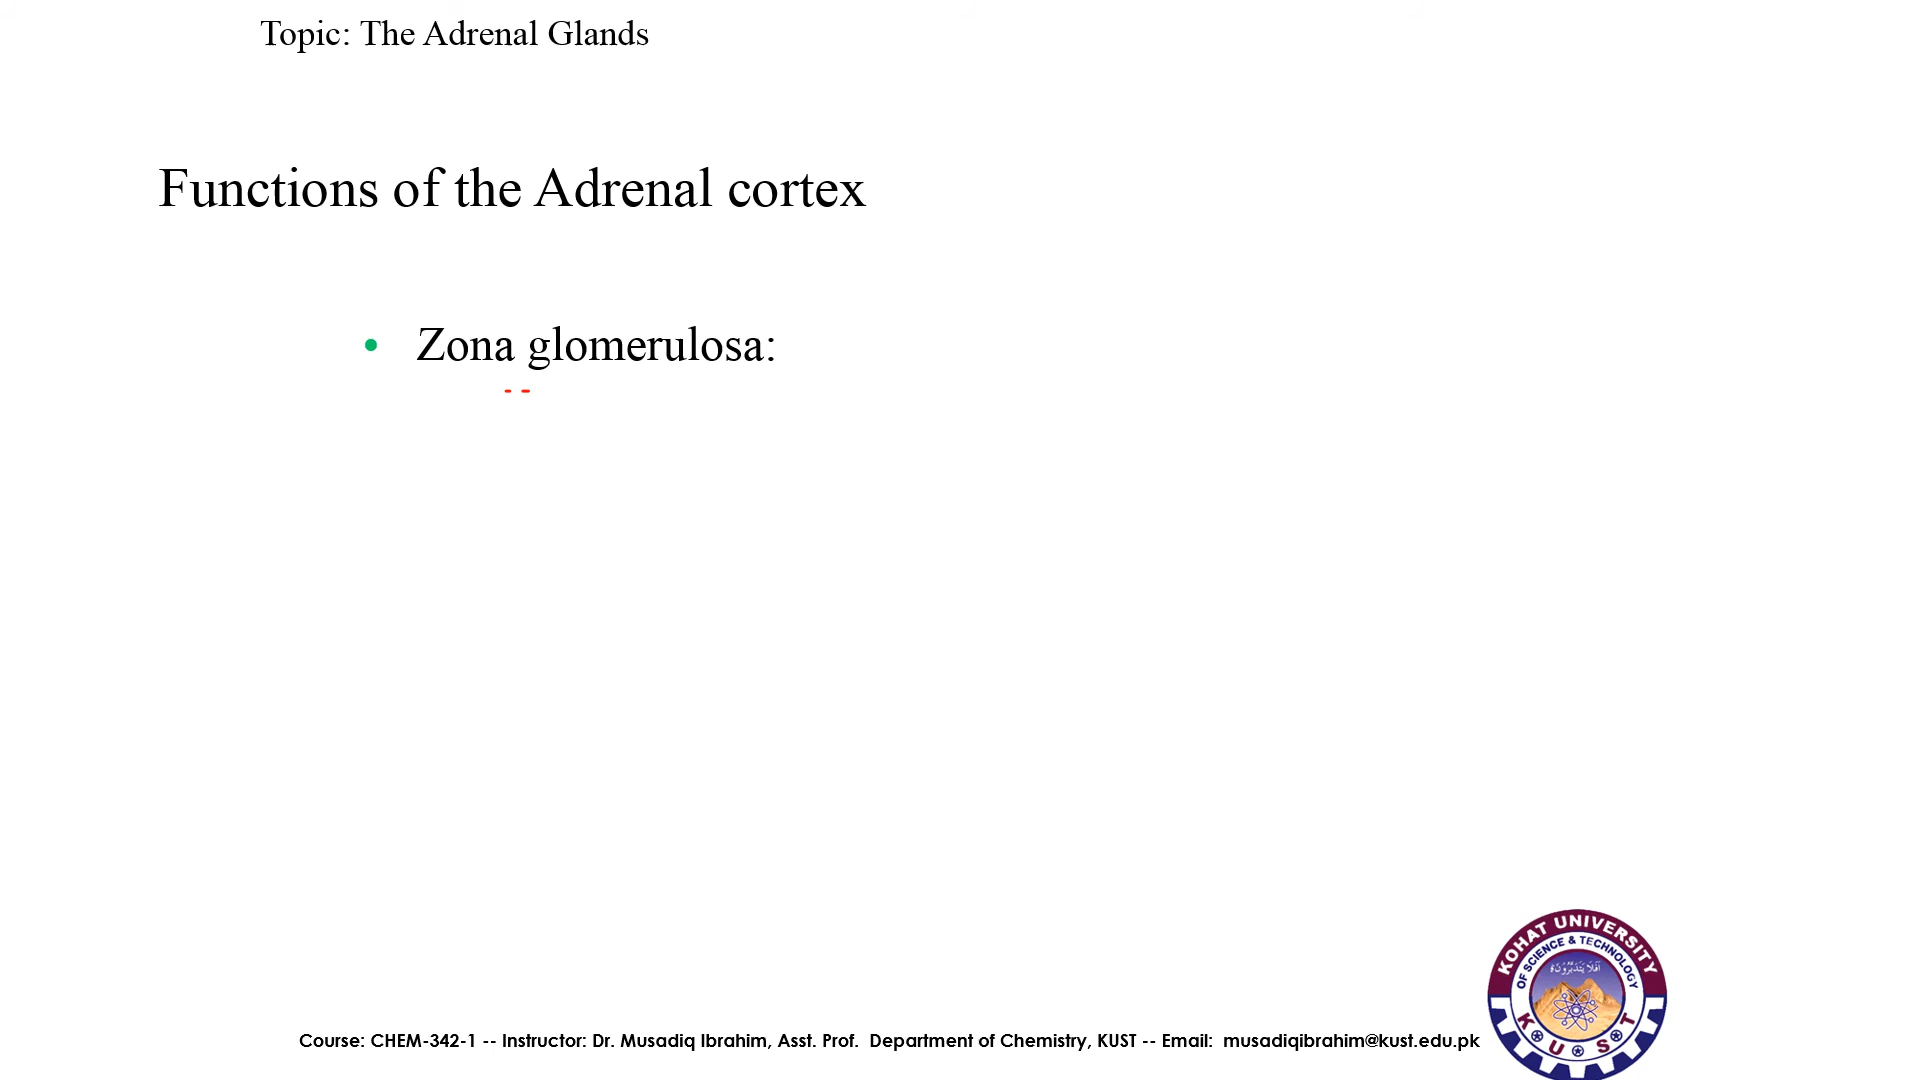 Topic: The Adrenal Glands
Functions of the Adrenal cortex
• Zona glomerulosa:
Course: CHEM-342-1 -- Instructor: Dr. Musadiq Ibrahim, Asst. Prof.  Department of Chemistry, KUST -- Email:  musadiqibrahim@kust.edu.pk
KOHAT UNIVERSITY
OF SCIENCE & TECHNOLOGY
K U S T